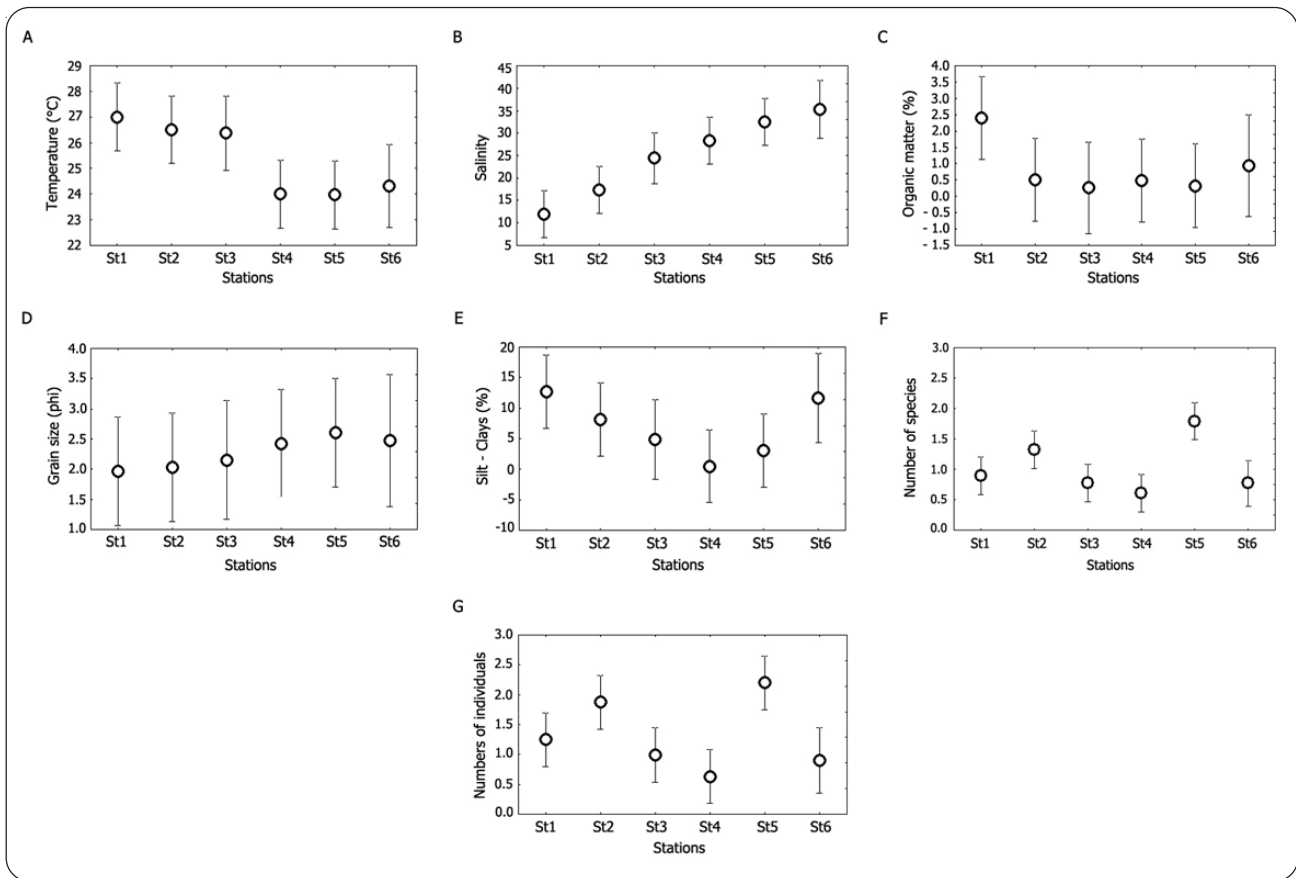 A
29
28
27
26
25
24
23
22
Temperature (°C)
St1 St2 St3 St4 St5 St6
Stations
B
45
40
35
30
25
20
15
10
5
Salinity
St1 St2 St3 St4 St5 St6
Stations
C
4.0
3.5
3.0
2.5
2.0
1.5
1.0
0.5
0.0
- 0.5
- 1.0
- 1.5
Organic matter (%)
St1 St2 St3 St4 St5 St6
Stations
D
4.0
3.5
3.0
2.5
2.0
1.5
1.0
Grain size (phi)
St1 St2 St3 St4 St5 St6
Stations
E
20
15
10
5
0
-5
-10
Silt - Clays (%)
St1 St2 St3 St4 St5 St6
Stations
F
3.0
2.5
2.0
1.5
1.0
0.5
0.0
Number of species
St1 St2 St3 St4 St5 St6
Stations
G
3.0
2.5
2.0
1.5
1.0
0.5
0.0
Numbers of individuals
St1 St2 St3 St4 St5 St6
Stations